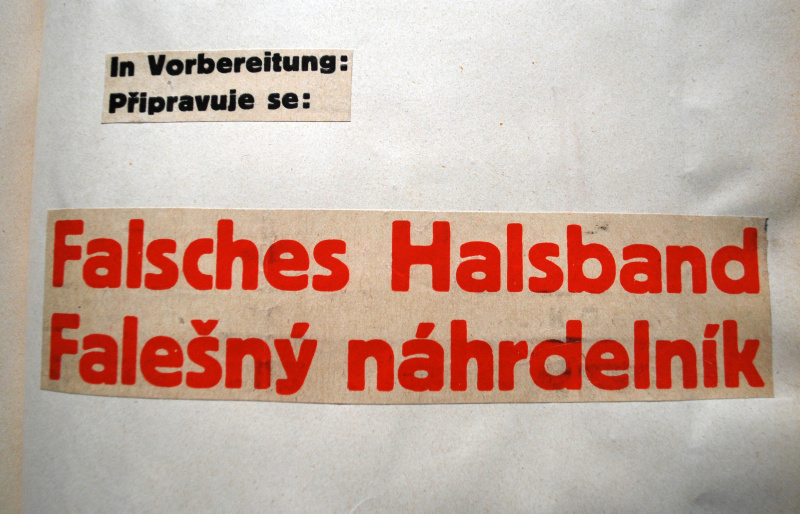 In Vorbereitung:
Připravuje se:
Falsches Halsband
Falešný náhrdelník